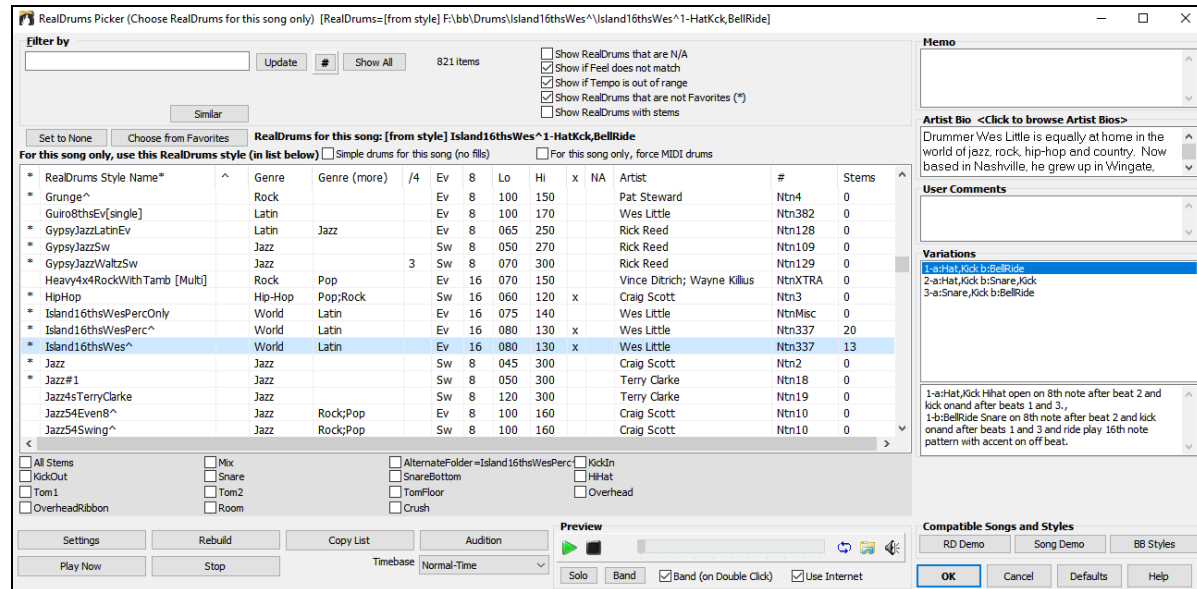 RealDrums Picker (Choose RealDrums for this song only) [RealDrums=[from style] F:\bb\Drums\Island16thsWes^\Island16thsWes^1-HatKck,BellRide]
Filter by
Update # Show All 821 items
Similar
Show RealDrums that are N/A
Show if Feel does not match
Show if Tempo is out of range
Show RealDrums that are not Favorites (*)
Show RealDrums with stems
Set to None Choose from Favorites RealDrums for this song: [from style] Island16thsWes^1-HatKck,BellRide
For this song only, use this RealDrums style (in list below) Simple drums for this song (no fills) For this song only, force MIDI drums
* RealDrums Style Name* ^ Genre Genre (more) /4 Ev 8 Lo Hi x NA Artist # Stems
* Grunge^ Rock Ev 8 100 150 Pat Steward Ntn4 0
Guiro8thsEv[single] Latin Ev 8 100 170 Wes Little Ntn382 0
* GypsyJazzLatinEv Latin Jazz Ev 8 065 250 Rick Reed Ntn128 0
* GypsyJazzSw Jazz Sw 8 050 270 Rick Reed Ntn109 0
* GypsyJazzWaltzSw Jazz 3 Sw 8 070 300 Rick Reed Ntn129 0
Heavy4x4RockWithTamb [Multi] Rock Pop Ev 16 070 150 Vince Ditrich; Wayne Killius NtnXTRA 0
* HipHop Hip-Hop Pop;Rock Sw 16 060 120 x Craig Scott Ntn3 0
* Island16thsWesPercOnly World Latin Ev 16 075 140 Wes Little NtnMisc 0
* Island16thsWesPerc^ World Latin Ev 16 080 130 x Wes Little Ntn337 20
* Island16thsWes^ World Latin Ev 16 080 130 x Wes Little Ntn337 13
* Jazz Jazz Sw 8 045 300 Craig Scott Ntn2 0
* Jazz#1 Jazz Sw 8 050 300 Terry Clarke Ntn18 0
Jazz4sTerryClarke Jazz Sw 8 120 300 Terry Clarke Ntn19 0
Jazz54Even8^ Jazz Rock;Pop Ev 8 100 160 Craig Scott Ntn10 0
Jazz54Swing^ Jazz Rock;Pop Sw 8 100 160 Craig Scott Ntn10 0
All Stems Mix AlternateFolder=Island16thsWesPerc^ KickIn
KickOut Snare SnareBottom HiHat
Tom1 Tom2 TomFloor Overhead
OverheadRibbon Room Crush
Settings Rebuild Copy List Audition
Play Now Stop Timebase Normal-Time
Preview
Solo Band Band (on Double Click) Use Internet
Memo
Artist Bio <Click to browse Artist Bios>
Drummer Wes Little is equally at home in the
world of jazz, rock, hip-hop and country. Now
based in Nashville, he grew up in Wingate,
User Comments
Variations
1-a:Hat,Kick b:BellRide
2-a:Hat,Kick b:Snare,Kick
3-a:Snare,Kick b:BellRide
1-a:Hat,Kick Hihat open on 8th note after beat 2 and
kick onand after beats 1 and 3.,
1-b:BellRide Snare on 8th note after beat 2 and kick
onand after beats 1 and 3 and ride play 16th note
pattern with accent on off beat.
Compatible Songs and Styles
RD Demo Song Demo BB Styles
OK Cancel Defaults Help